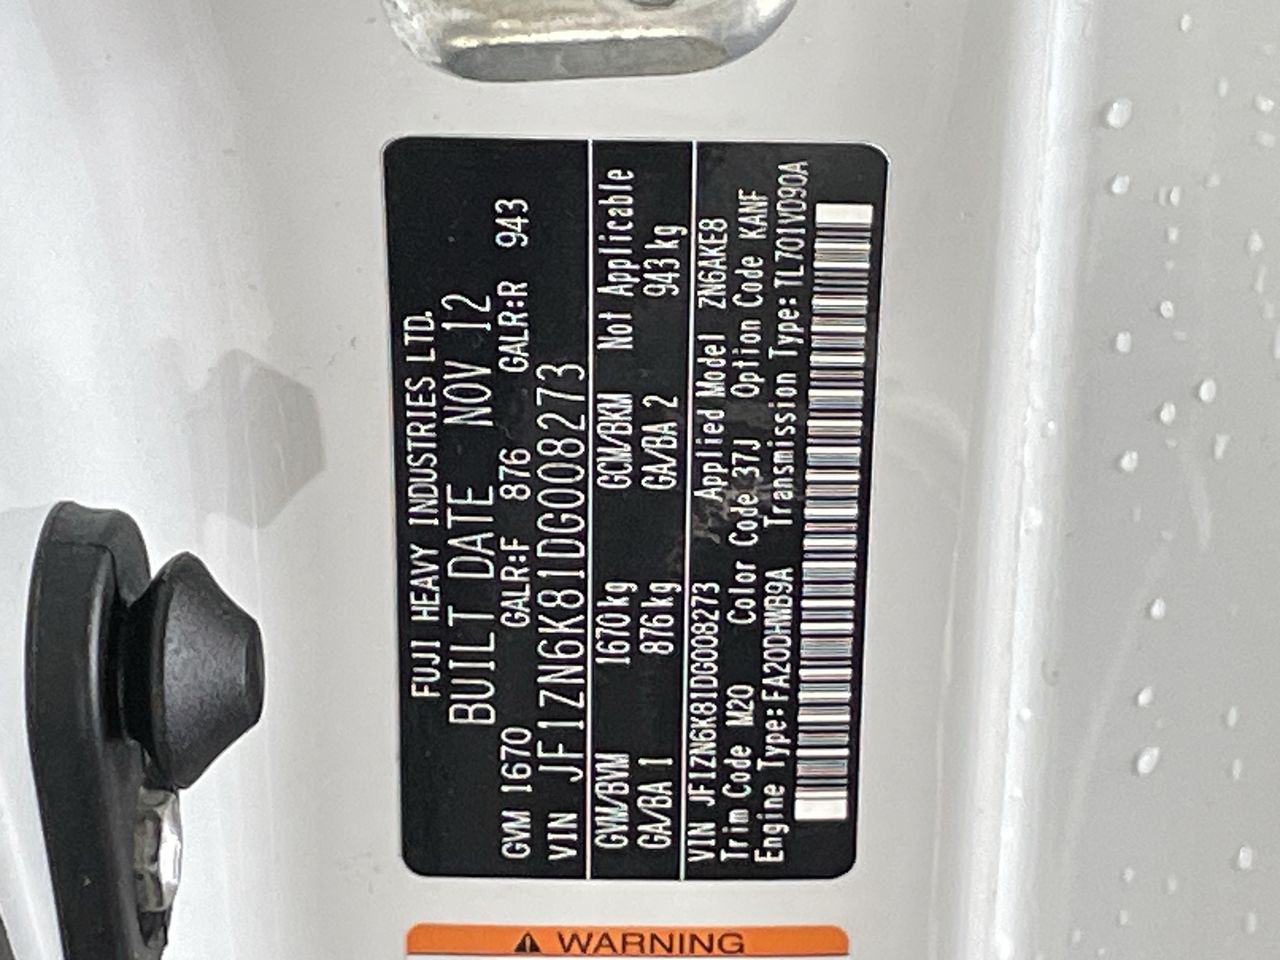 FUJI HEAVY INDUSTRIES LTD.
BUILT DATE NOV 12
GVM 1670 GALR:F 876 GALR:R 943
VIN JF1ZN6K81DG008273
GVM/BVM 1670kg GCM/BKM Not Applicable
GA/BA 1 876kg GA/BA 2 943kg
VIN JF1ZN6K81DG008273 Applied Model ZN6AKE8
Trim Code M20 Color Code 37J Option Code KANF
Engine Type:FA20DHWB9A Transmission Type:TL701VD90A
⚠ WARNING